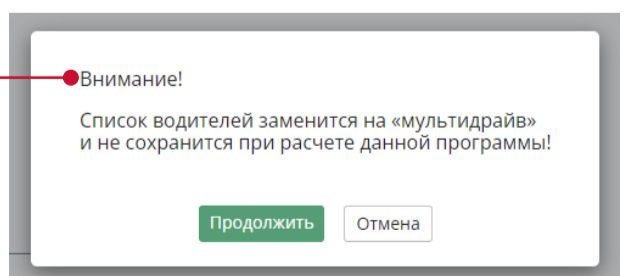 Внимание!
Список водителей заменится на «мультидрайв»
и не сохранится при расчете данной программы!
Продолжить
Отмена